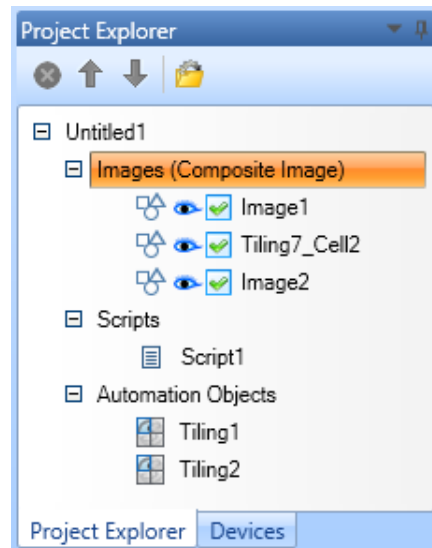 Project Explorer
Untitled1
Images (Composite Image)
Image1
Tiling7_Cell2
Image2
Scripts
Script1
Automation Objects
Tiling1
Tiling2
Project Explorer Devices